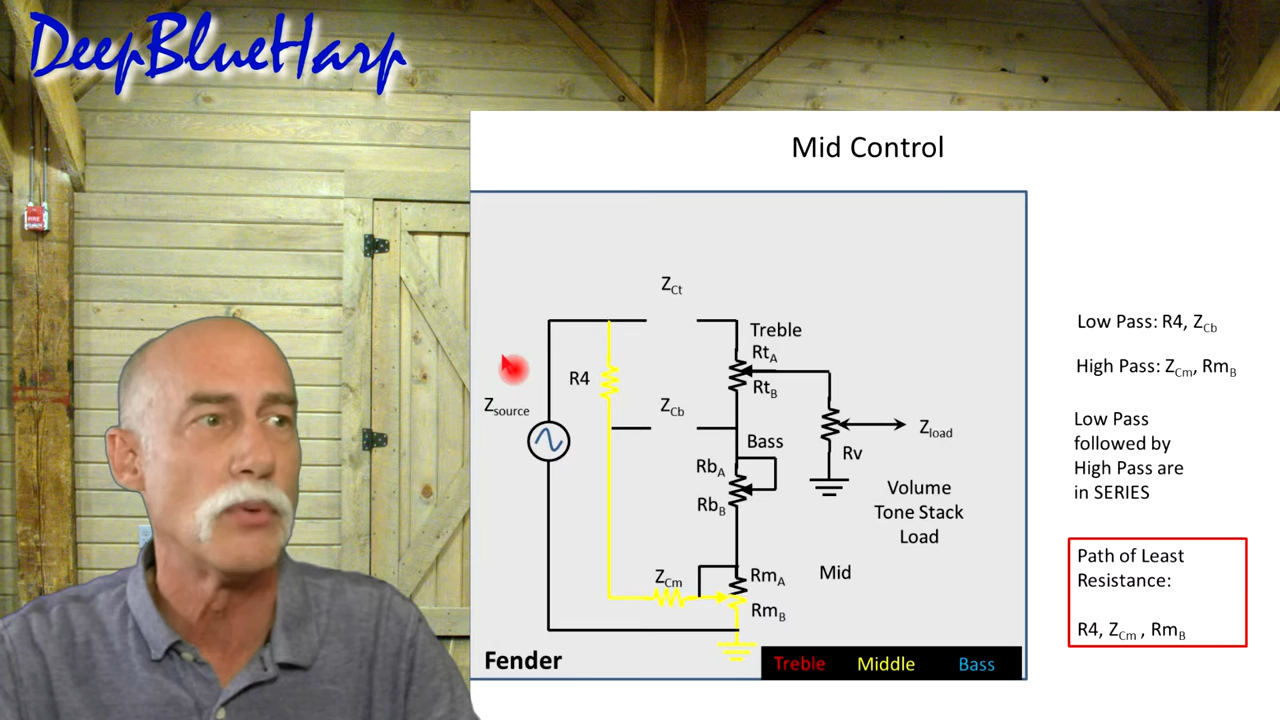 DeepBlueHarp
FIRE
Mid Control
Z_Ct
Treble
Rt_A
R4
Rt_B
Z_source
Z_Cb
Bass
Z_load
Rb_A
Rv
Rb_B
Volume
Tone Stack
Load
Z_Cm
Rm_A
Mid
Rm_B
Fender
Treble Middle Bass
Low Pass: R4, Z_Cb
High Pass: Z_Cm, Rm_B
Low Pass
followed by
High Pass are
in SERIES
Path of Least
Resistance:
R4, Z_Cm , Rm_B